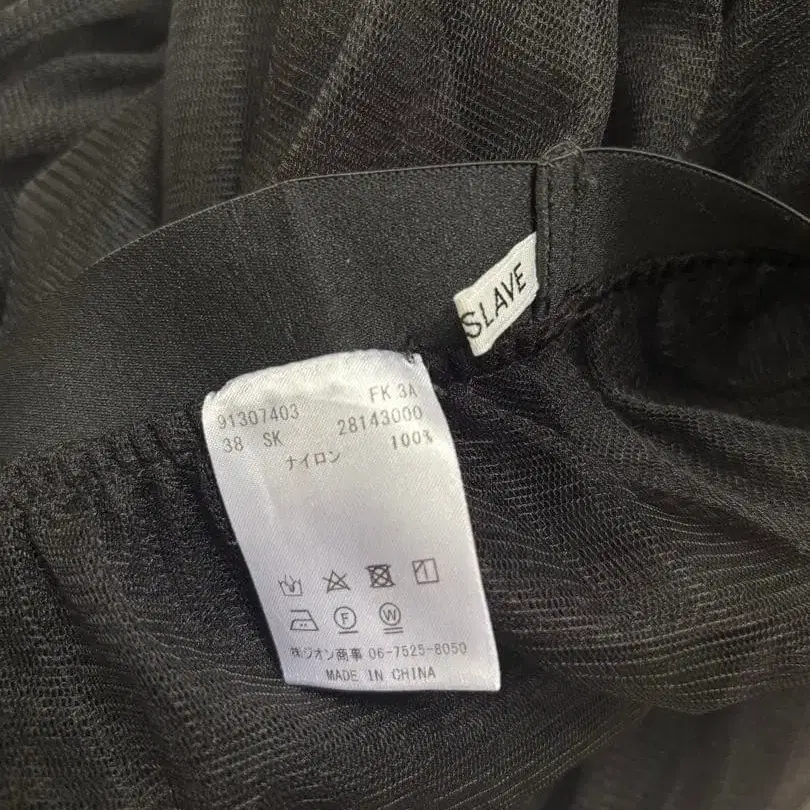 SLAVE
91307403 FK 3A
38 SK 28143000
ナイロン 100%
F W
㈱ジオン商事 06-7525-8050
MADE IN CHINA